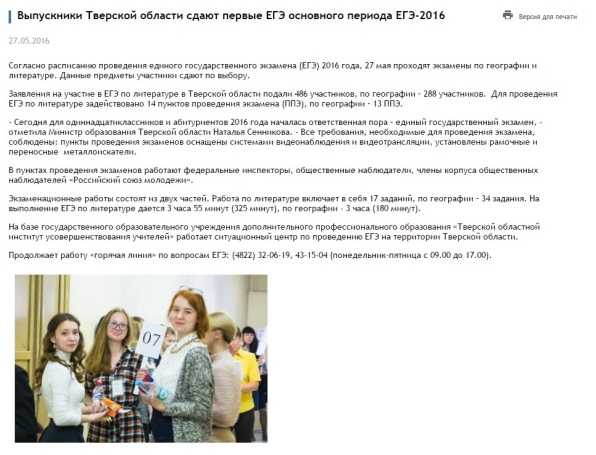 Выпускники Тверской области сдают первые ЕГЭ основного периода ЕГЭ-2016
Версия для печати
27.05.2016
Согласно расписанию проведения единого государственного экзамена (ЕГЭ) 2016 года, 27 мая проходят экзамены по географии и
литературе. Данные предметы участники сдают по выбору.
Заявления на участие в ЕГЭ по литературе в Тверской области подали 486 участников, по географии - 288 участников. Для проведения
ЕГЭ по литературе задействовано 14 пунктов проведения экзамена (ППЭ), по географии - 13 ППЭ.
- Сегодня для одиннадцатиклассников и абитуриентов 2016 года началась ответственная пора - единый государственный экзамен, -
отметила Министр образования Тверской области Наталья Сенникова. - Все требования, необходимые для проведения экзамена,
соблюдены: пункты проведения экзаменов оснащены системами видеонаблюдения и видеотрансляции, установлены рамочные и
переносные металлоискатели.
В пунктах проведения экзаменов работают федеральные инспекторы, общественные наблюдатели, члены корпуса общественных
наблюдателей «Российский союз молодежи».
Экзаменационные работы состоят из двух частей. Работа по литературе включает в себя 17 заданий, по географии – 34 задания. На
выполнение ЕГЭ по литературе дается 3 часа 55 минут (325 минут), по географии - 3 часа (180 минут).
На базе государственного образовательного учреждения дополнительного профессионального образования «Тверской областной
институт усовершенствования учителей» работает ситуационный центр по проведению ЕГЭ на территории Тверской области.
Продолжает работу «горячая линия» по вопросам ЕГЭ: (4822) 32-06-19, 43-15-04 (понедельник-пятница с 09.00 до 17.00).
07